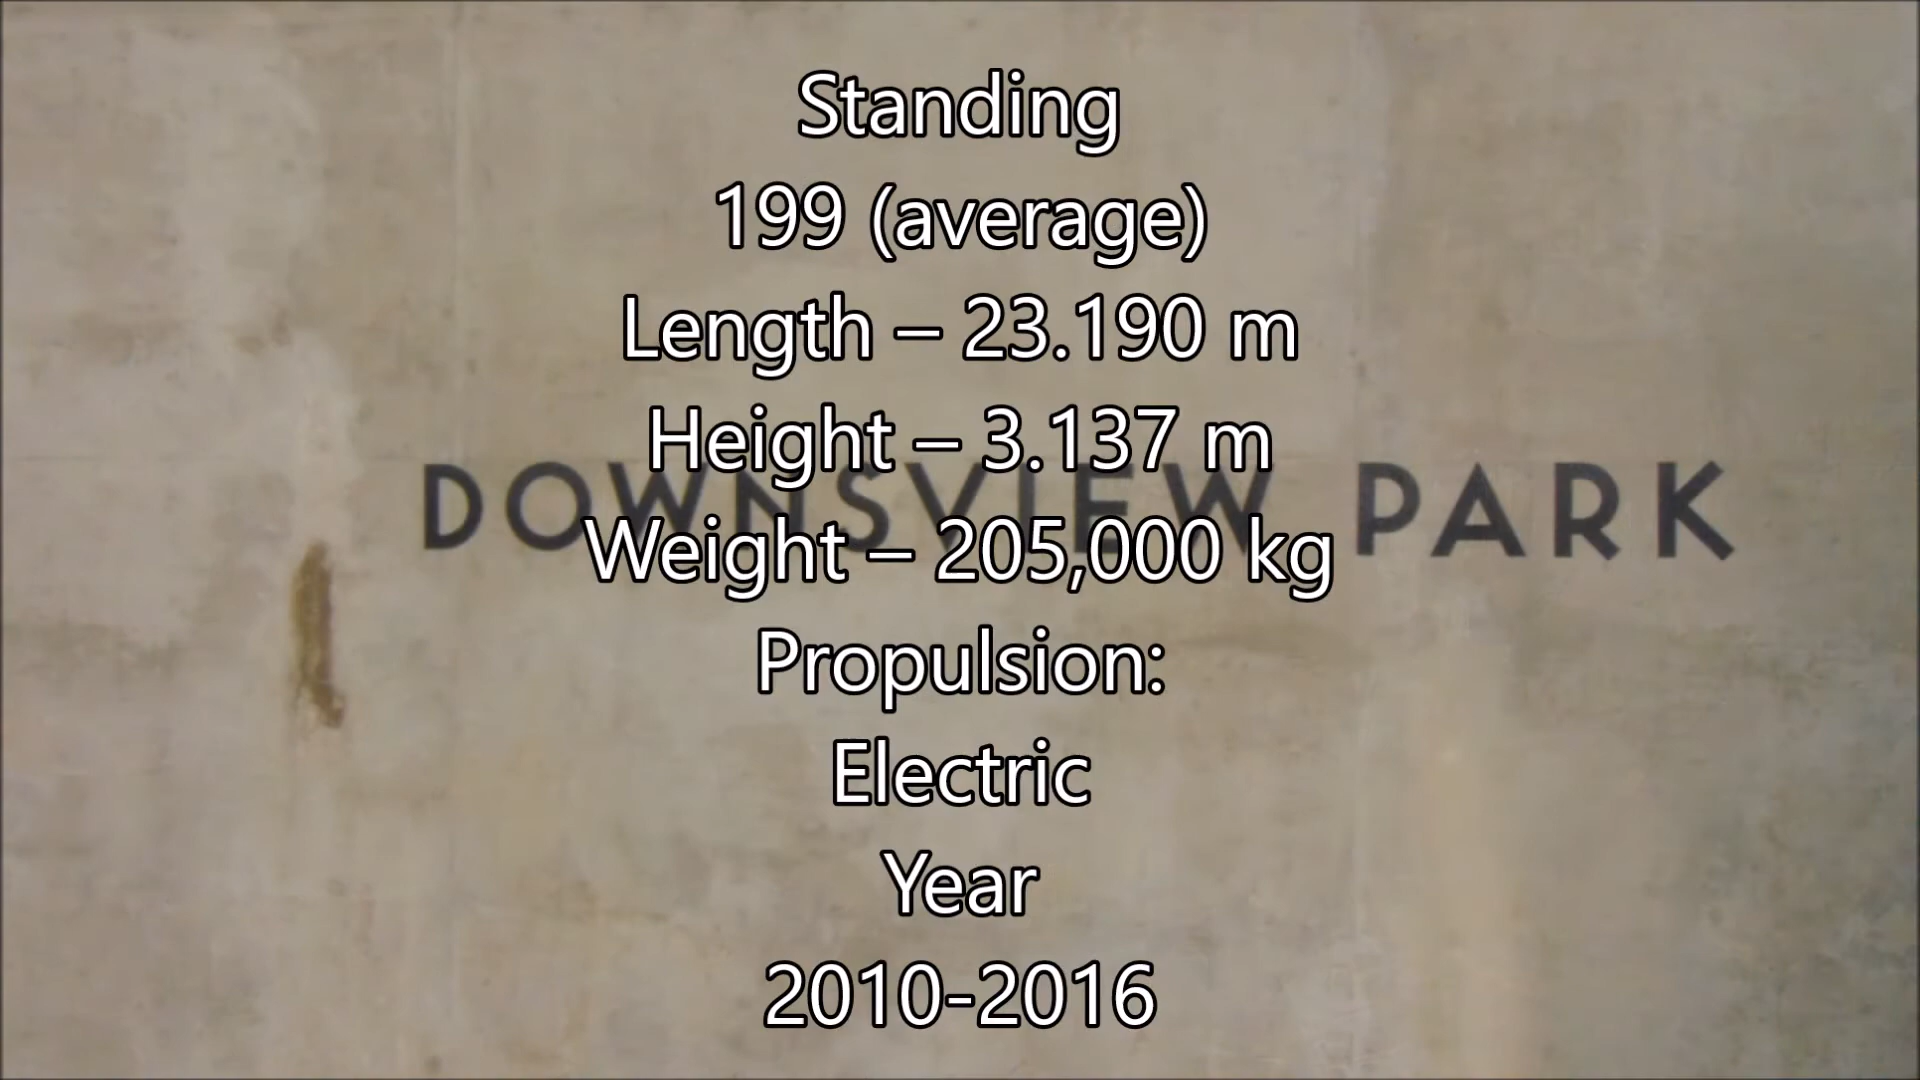 Standing
199 (average)
Length – 23.190 m
Height – 3.137 m
DOWNSVIEW PARK
Weight – 205,000 kg
Propulsion:
Electric
Year
2010-2016